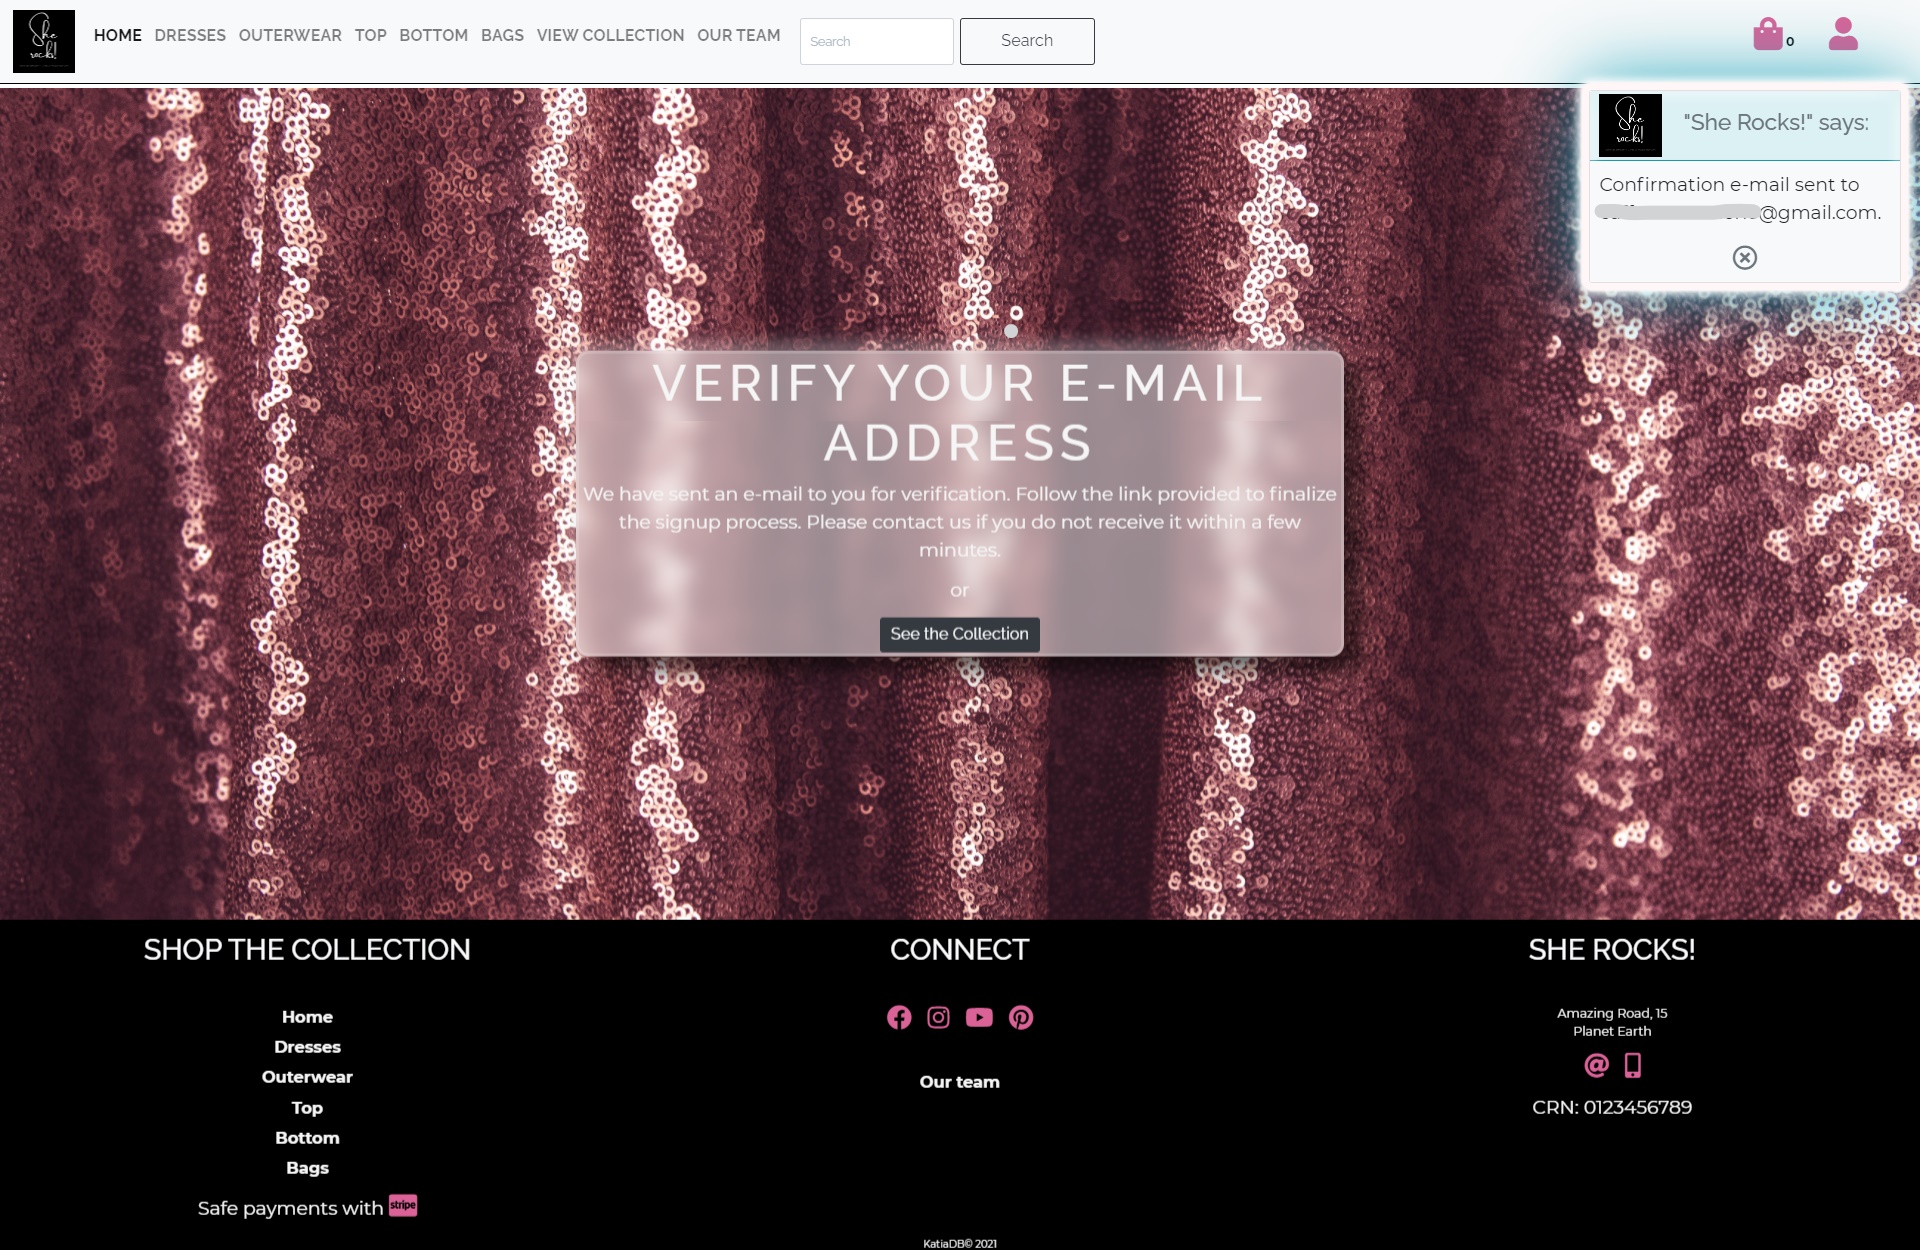 She
rocks!
HOME DRESSES OUTERWEAR TOP BOTTOM BAGS VIEW COLLECTION OUR TEAM Search Search 0
She
rocks!
"She Rocks!" says:
Confirmation e-mail sent to
@gmail.com.
VERIFY YOUR E-MAIL
ADDRESS
We have sent an e-mail to you for verification. Follow the link provided to finalize
the signup process. Please contact us if you do not receive it within a few
minutes.
or
See the Collection
SHOP THE COLLECTION
Home
Dresses
Outerwear
Top
Bottom
Bags
Safe payments with stripe
CONNECT
Our team
SHE ROCKS!
Amazing Road, 15
Planet Earth
CRN: 0123456789
KatiaDB© 2021